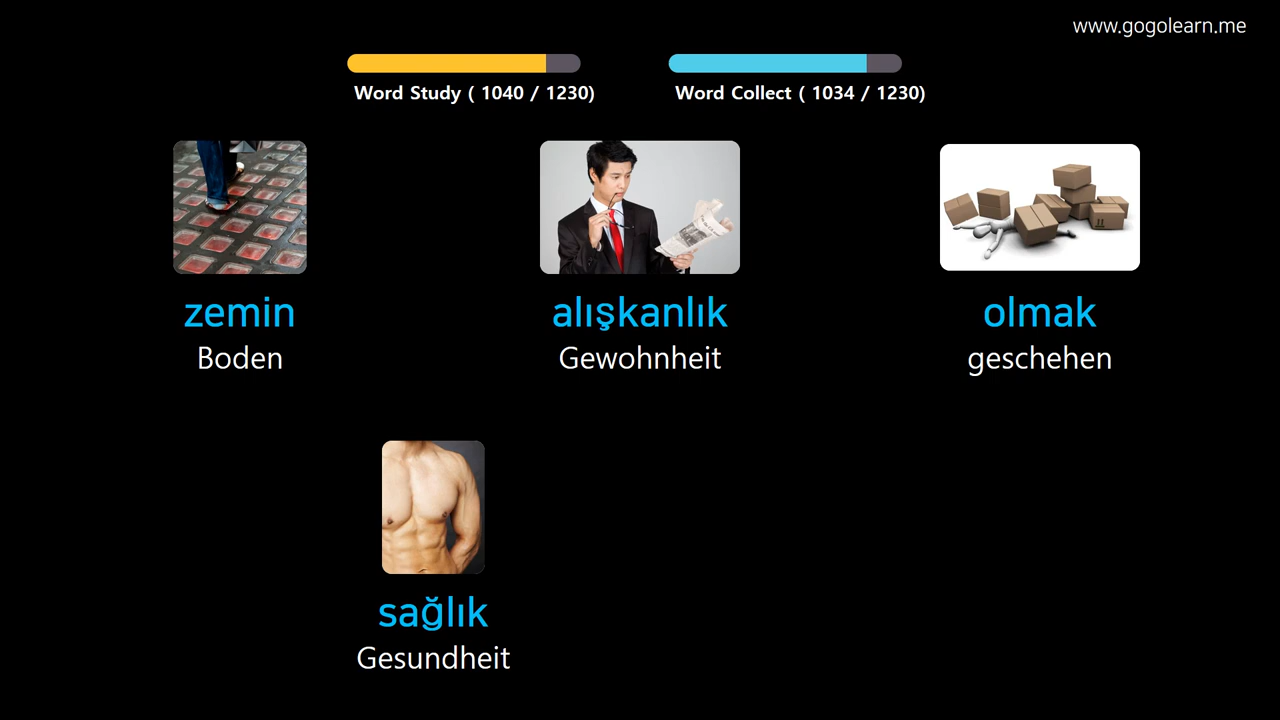 www.gogolearn.me
Word Study ( 1040 / 1230)
Word Collect ( 1034 / 1230)
zemin
Boden
alışkanlık
Gewohnheit
olmak
geschehen
sağlık
Gesundheit